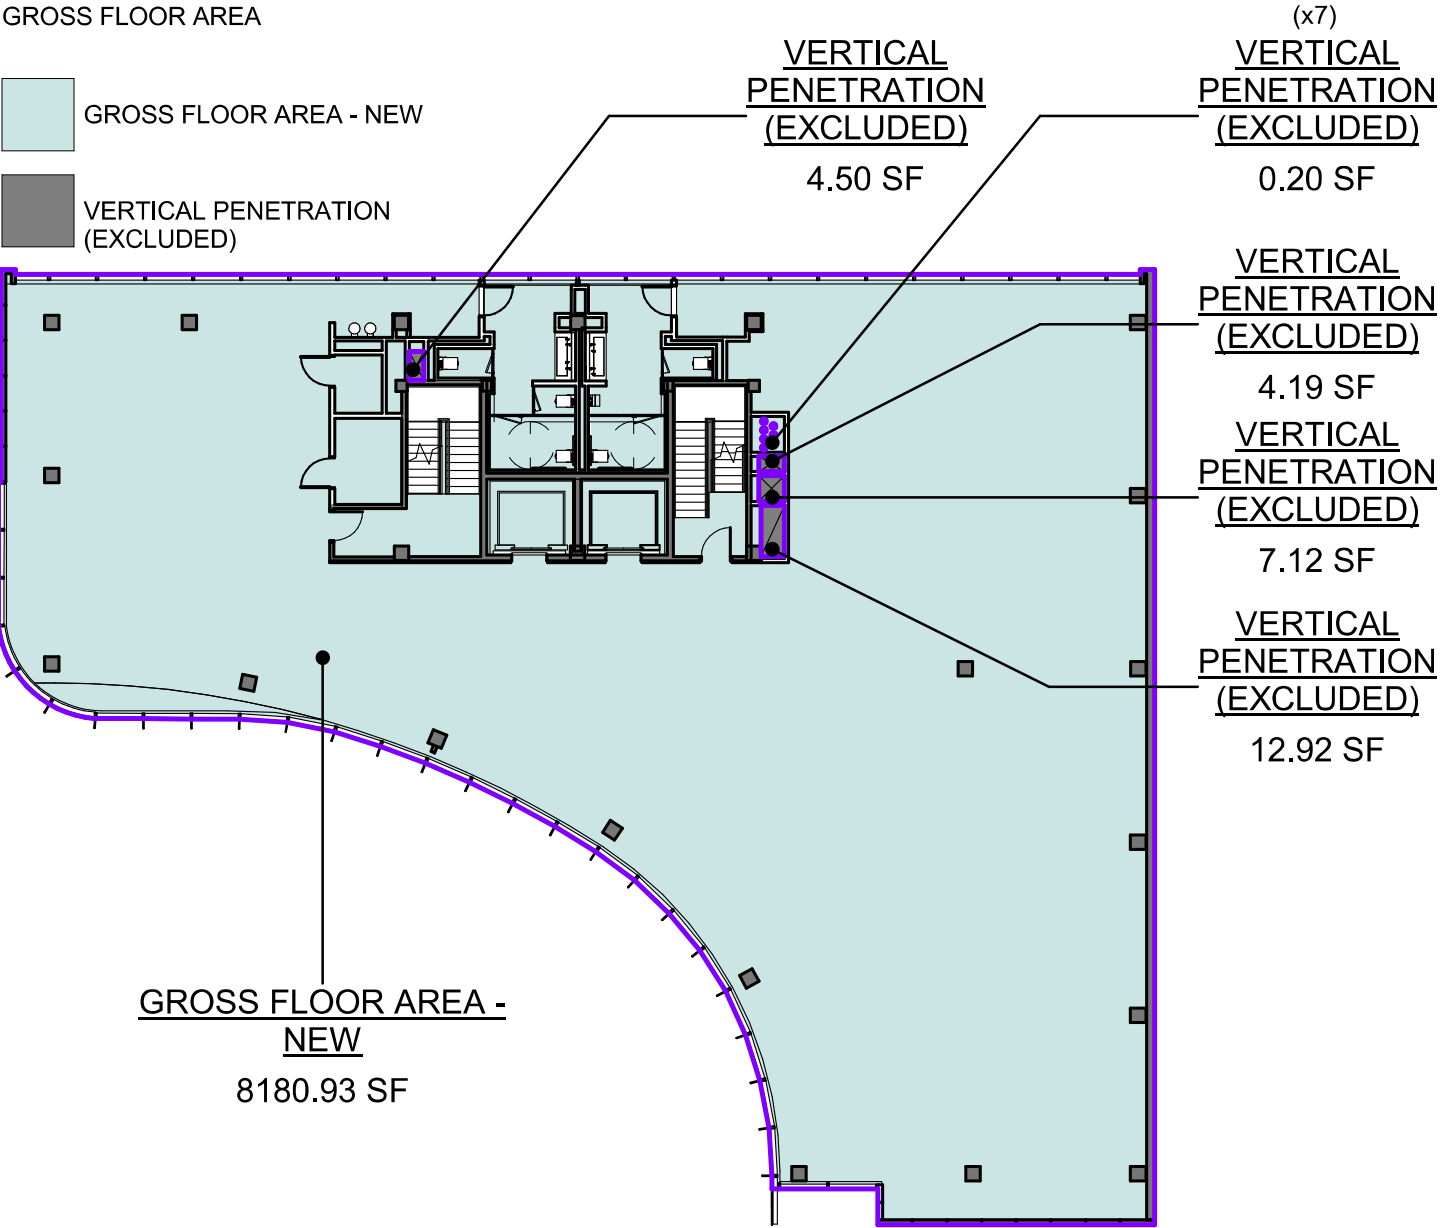 GROSS FLOOR AREA
GROSS FLOOR AREA - NEW
VERTICAL PENETRATION
(EXCLUDED)
VERTICAL
PENETRATION
(EXCLUDED)
4.50 SF
(x7)
VERTICAL
PENETRATION
(EXCLUDED)
0.20 SF
VERTICAL
PENETRATION
(EXCLUDED)
4.19 SF
VERTICAL
PENETRATION
(EXCLUDED)
7.12 SF
VERTICAL
PENETRATION
(EXCLUDED)
12.92 SF
GROSS FLOOR AREA -
NEW
8180.93 SF